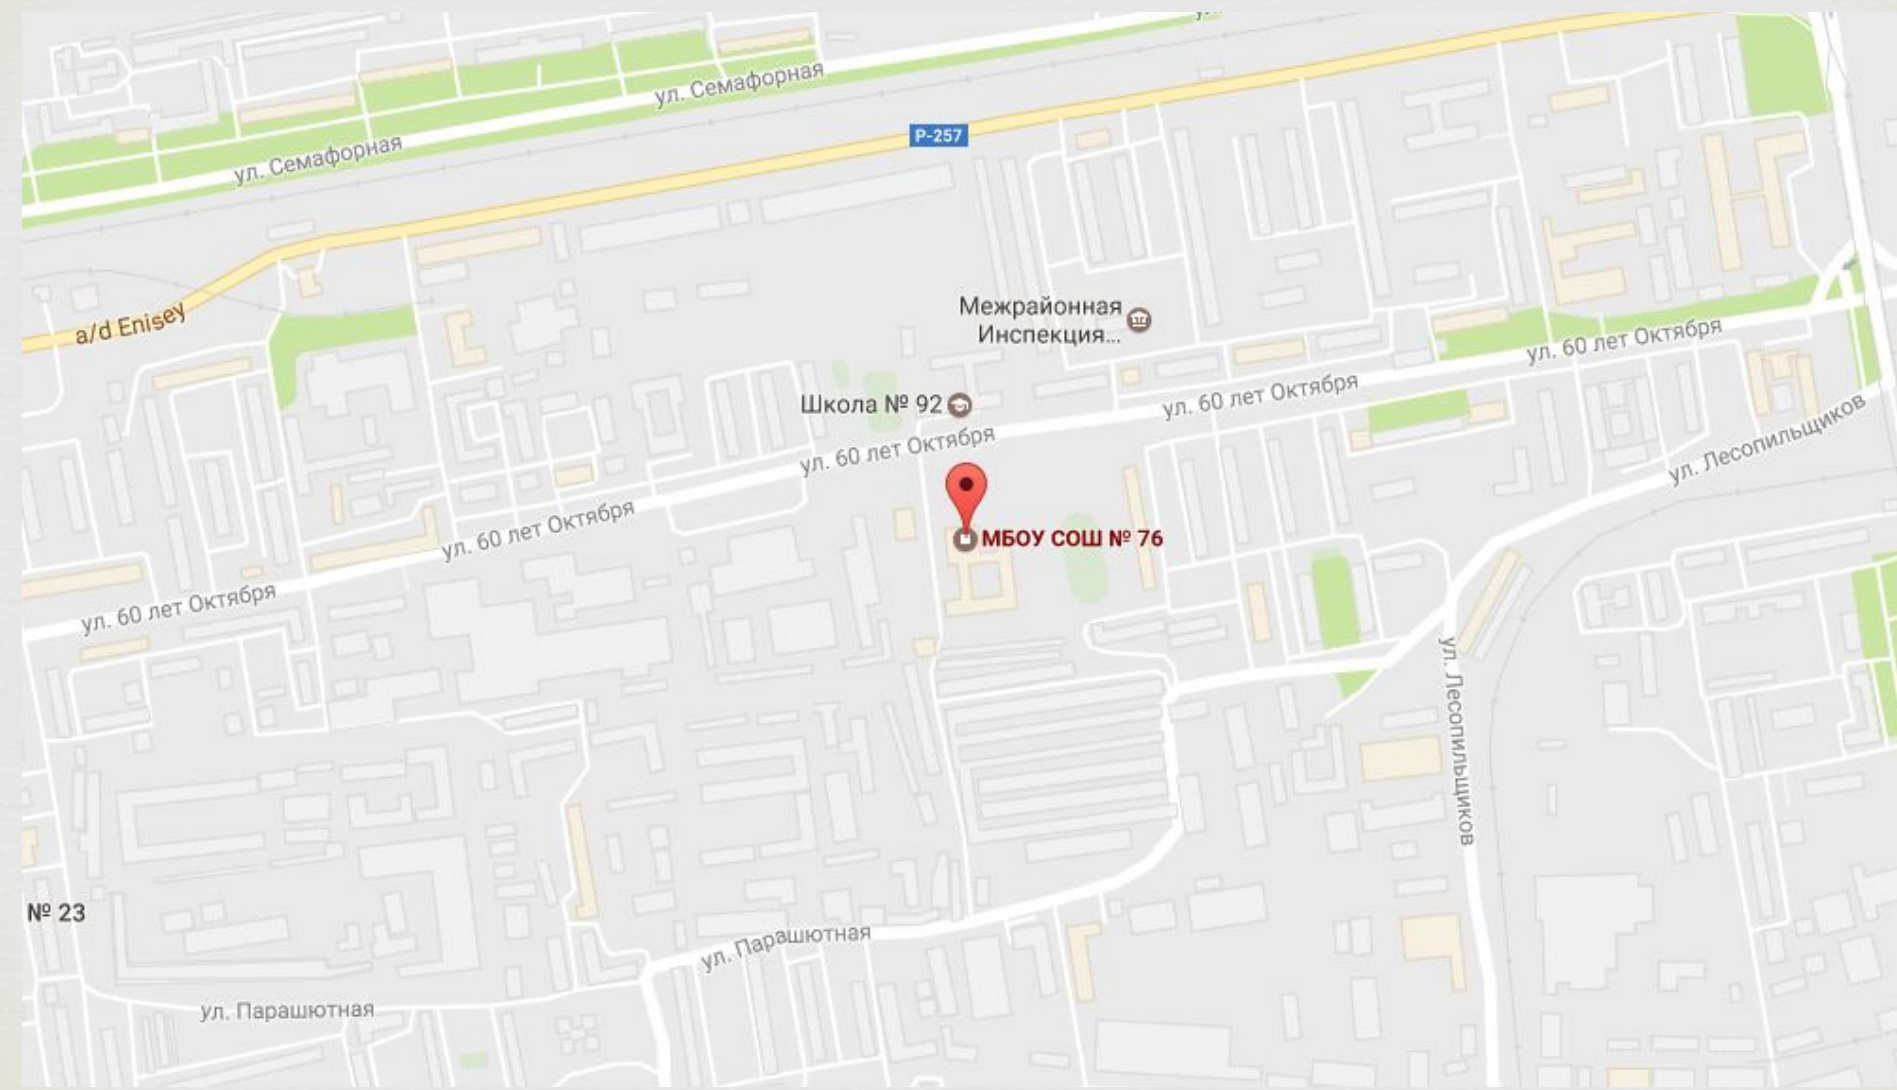 ул. Семафорная
ул. Семафорная
P-257
a/d Enisey
Межрайонная
Инспекция...
ул. 60 лет Октября
Школа № 92
ул. 60 лет Октября
ул. 60 лет Октября
ул. Лесопильщиков
ул. 60 лет Октября
МБОУ СОШ № 76
ул. 60 лет Октября
ул. Лесопильщиков
№ 23
ул. Парашютная
ул. Парашютная